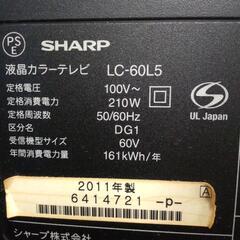 PS
E
SHARP
液晶カラーテレビ LC-60L5
定格電圧 100V～
定格消費電力 210W
定格周波数 50/60Hz
区分名 DG1
受信機型サイズ 60V
年間消費電力量 161kWh/年
UL Japan
2011年製 A
6414721 -p-
シャープ株式会社